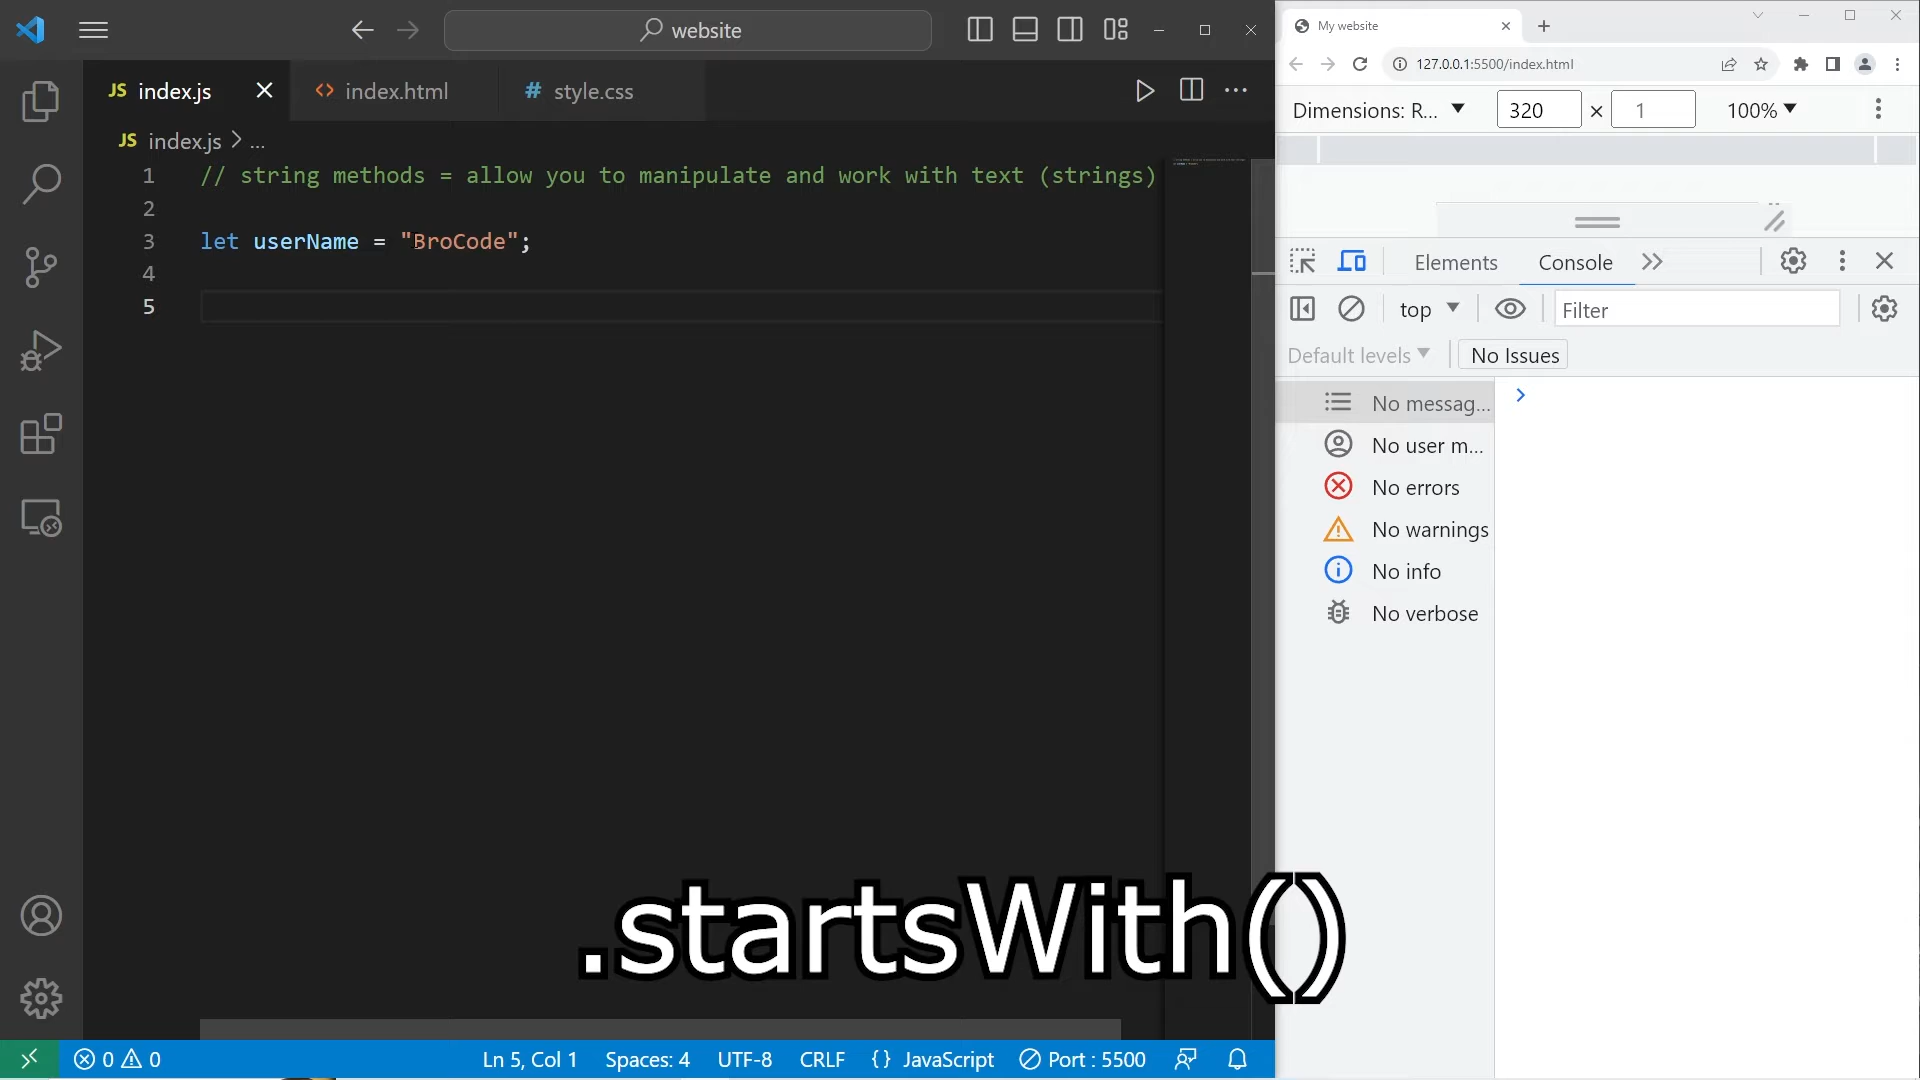 website
My website
127.0.0.1:5500/index.html
JS index.js
index.html
# style.css
Dimensions: R... 320 × 1 100%
JS index.js > ...
1 // string methods = allow you to manipulate and work with text (strings)
2
3 let userName = "BroCode";
4
5
Elements Console
top Filter
Default levels No Issues
No messag...
No user m...
No errors
No warnings
No info
No verbose
.startsWith()
0 0 Ln 5, Col 1 Spaces: 4 UTF-8 CRLF {} JavaScript Port : 5500